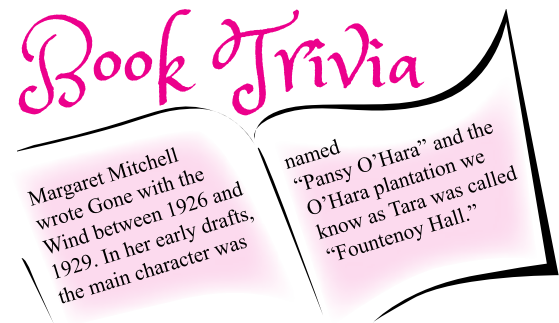 Book Trivia
Margaret Mitchell
wrote Gone with the
Wind between 1926 and
1929. In her early drafts,
the main character was
named
“Pansy O’Hara” and the
O’Hara plantation we
know as Tara was called
“Fountenoy Hall.”